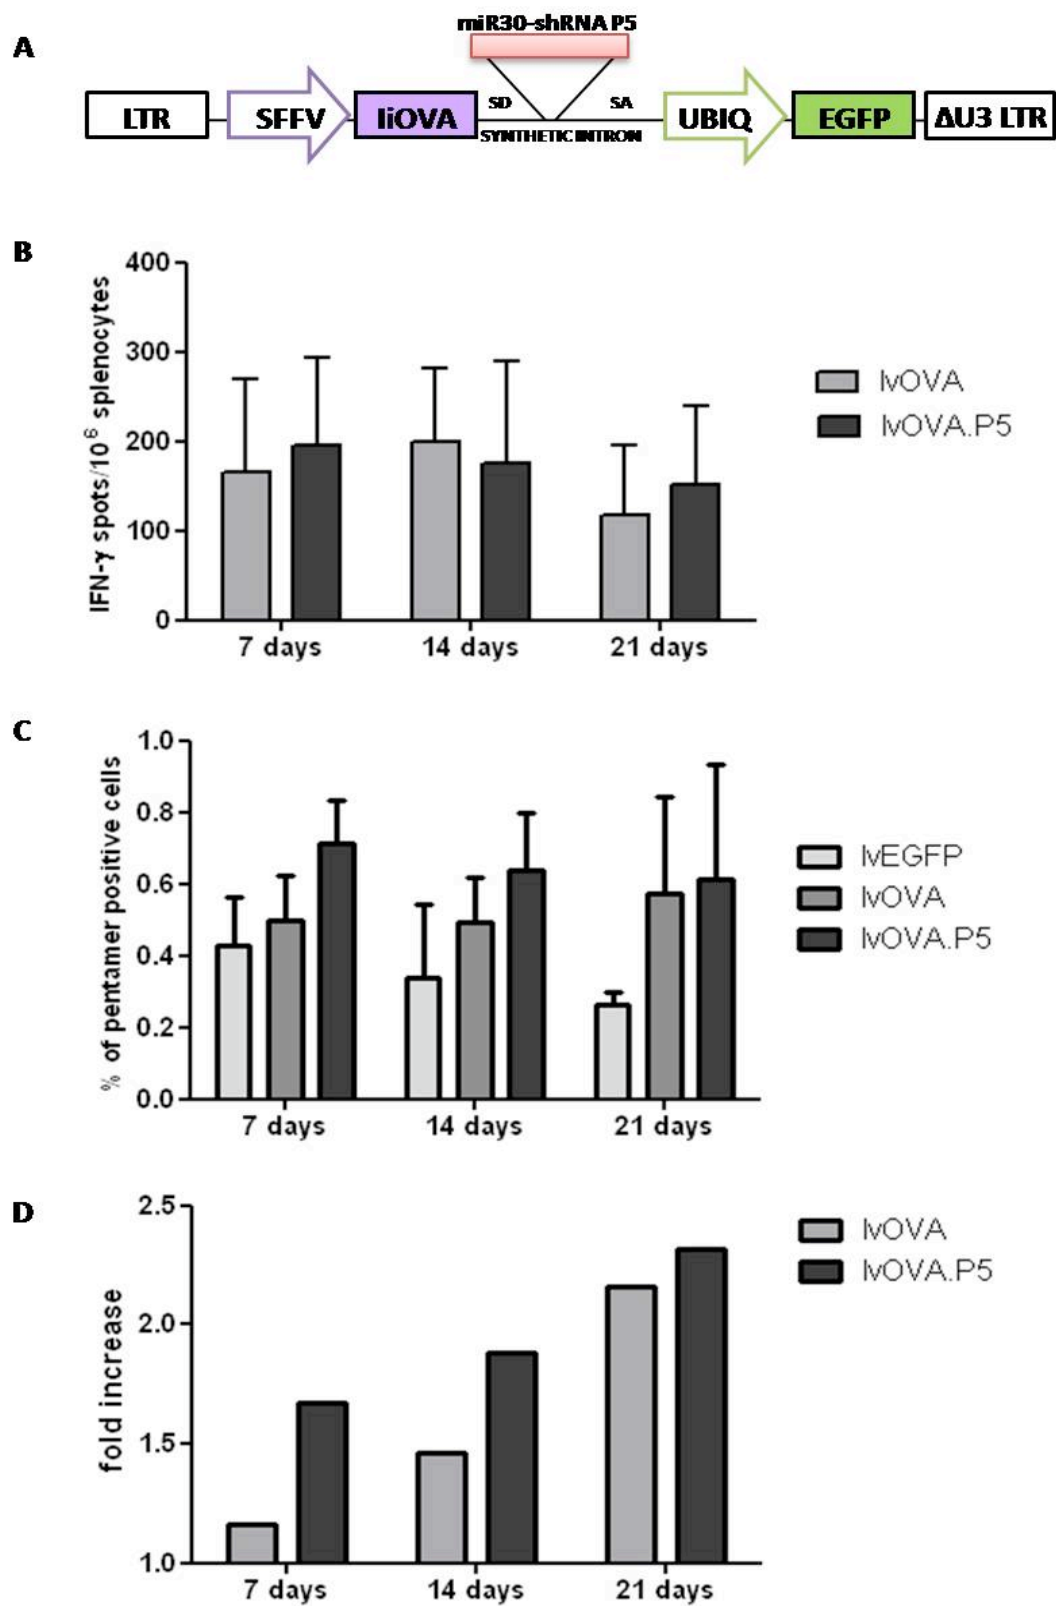 A
miR30-shRNA P5
LTR
SFFV
IiOVA
SD
SA
SYNTHETIC INTRON
UBIQ
EGFP
ΔU3 LTR
B
IFN-γ spots/10⁶ splenocytes
400
300
200
100
0
7 days
14 days
21 days
lvOVA
lvOVA.P5
C
% of pentamer positive cells
1.0
0.8
0.6
0.4
0.2
0.0
7 days
14 days
21 days
lvEGFP
lvOVA
lvOVA.P5
D
fold increase
2.5
2.0
1.5
1.0
7 days
14 days
21 days
lvOVA
lvOVA.P5